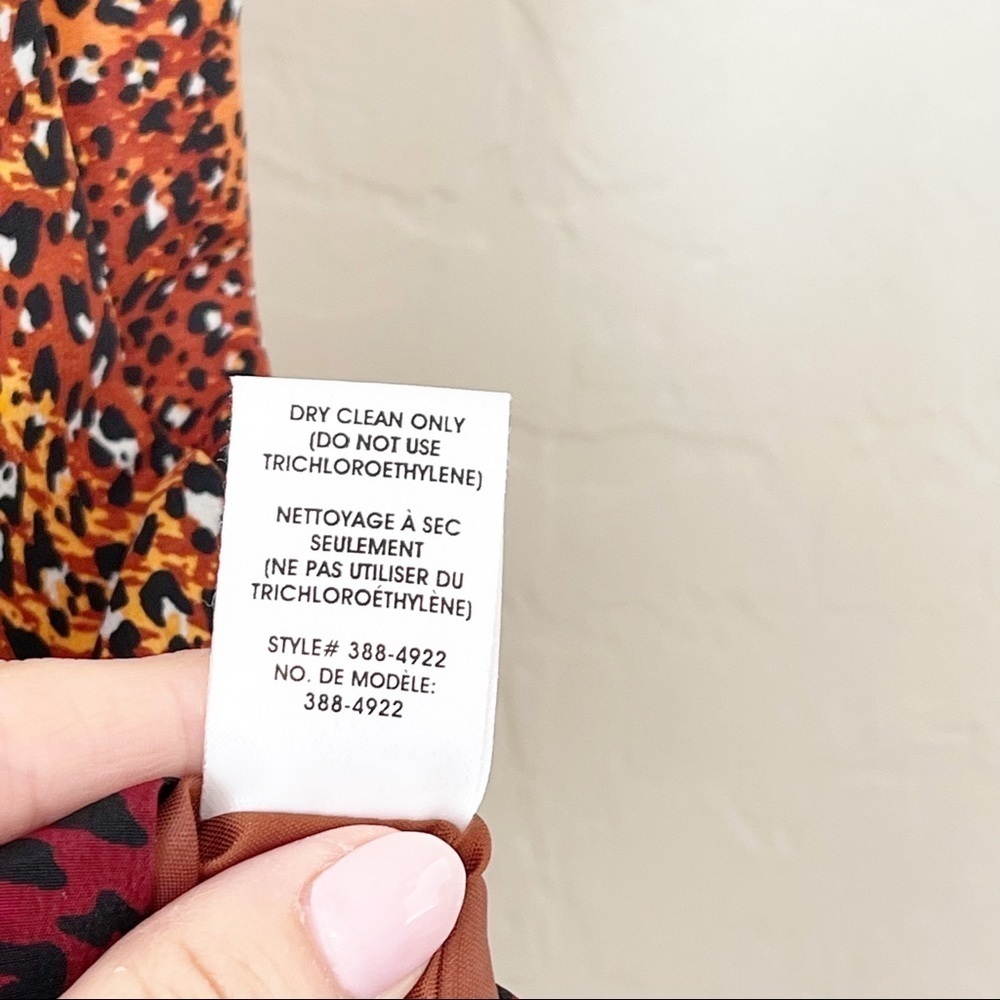 DRY CLEAN ONLY
(DO NOT USE
TRICHLOROETHYLENE)
NETTOYAGE À SEC
SEULEMENT
(NE PAS UTILISER DU
TRICHLOROÉTHYLÈNE)
STYLE# 388-4922
NO. DE MODÈLE:
388-4922